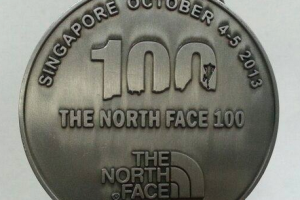 SINGAPORE OCTOBER 4-5 2013
100
THE NORTH FACE 100
THE
NORTH
FACE